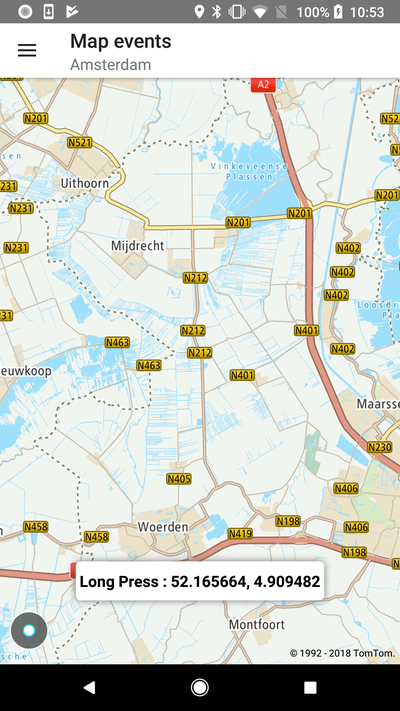 100% 10:53
Map events
Amsterdam
A2
N201
N521
N231
Uithoorn
Vinkeveense
Plassen
N201
N231
N201
N201
Mijdrecht
N231
N402
N212
N402
N402
Loosdr
N212
N401
N463
N212
N402
N463
N401
euwkoop
Maarsse
N230
N405
N406
N458
Woerden
N198
N406
N458
N419
N198
Long Press : 52.165664, 4.909482
Montfoort
© 1992 - 2018 TomTom.